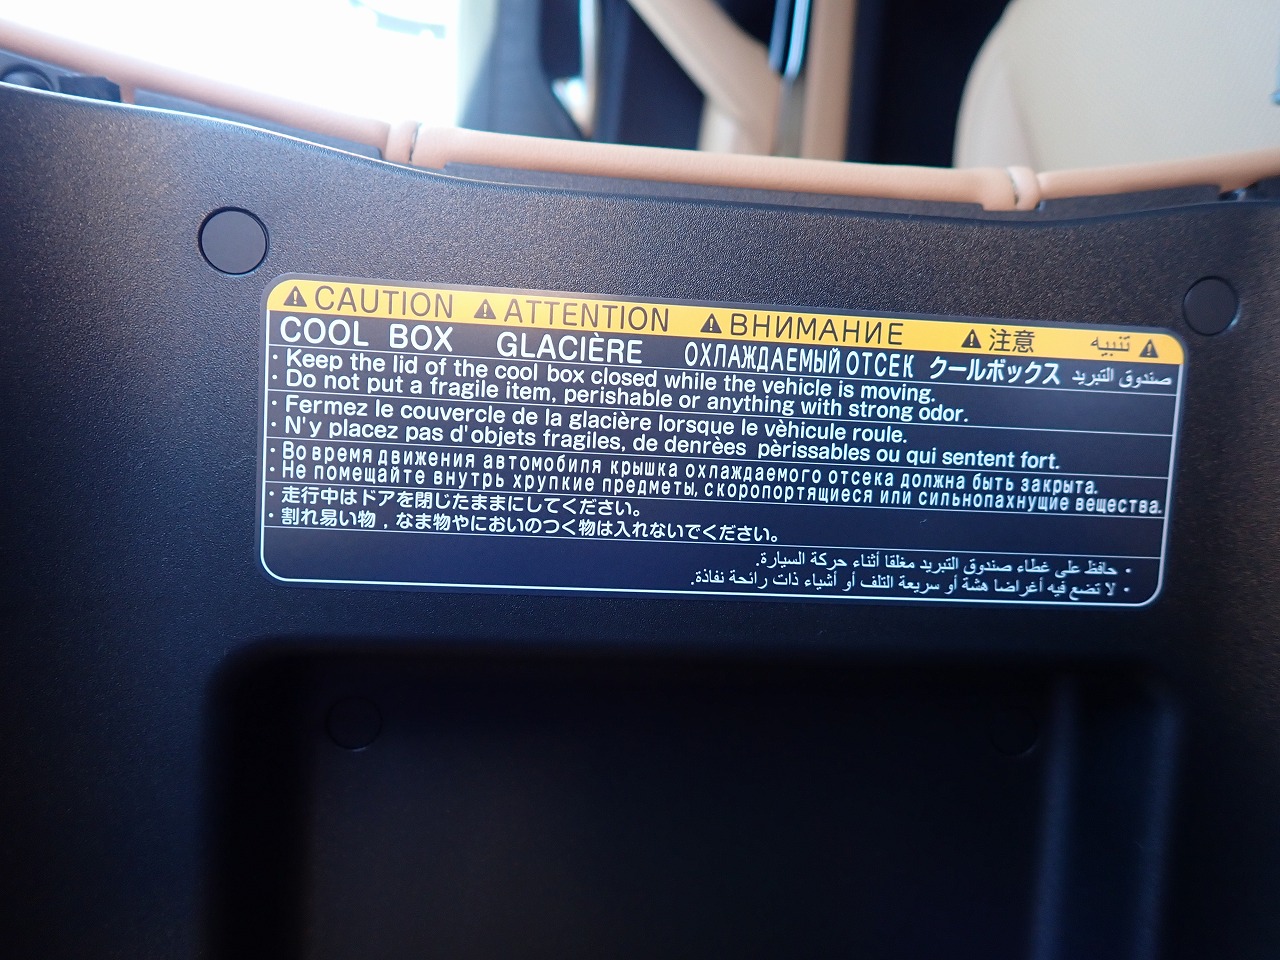 ⚠ CAUTION ⚠ ATTENTION ⚠ ВНИМАНИЕ ⚠ 注意 ⚠ تنبيه
COOL BOX GLACIÈRE ОХЛАЖДАЕМЫЙ ОТСЕК クールボックス صندوق التبريد
・Keep the lid of the cool box closed while the vehicle is moving.
・Do not put a fragile item, perishable or anything with strong odor.
・Fermez le couvercle de la glacière lorsque le vèhicule roule.
・N'y placez pas d'objets fragiles, de denrèes pèrissables ou qui sentent fort.
・Во время движения автомобиля крышка охлаждаемого отсека должна быть закрыта.
・Не помещайте внутрь хрупкие предметы, скоропортящиеся или сильнопахнущие вещества.
・走行中はドアを閉じたままにしてください。
・割れ易い物，なま物やにおいのつく物は入れないでください。
・حافظ على غطاء صندوق التبريد مغلقا أثناء حركة السيارة.
・لا تضع فيه أغراضا هشة أو سريعة التلف أو أشياء ذات رائحة نفاذة.